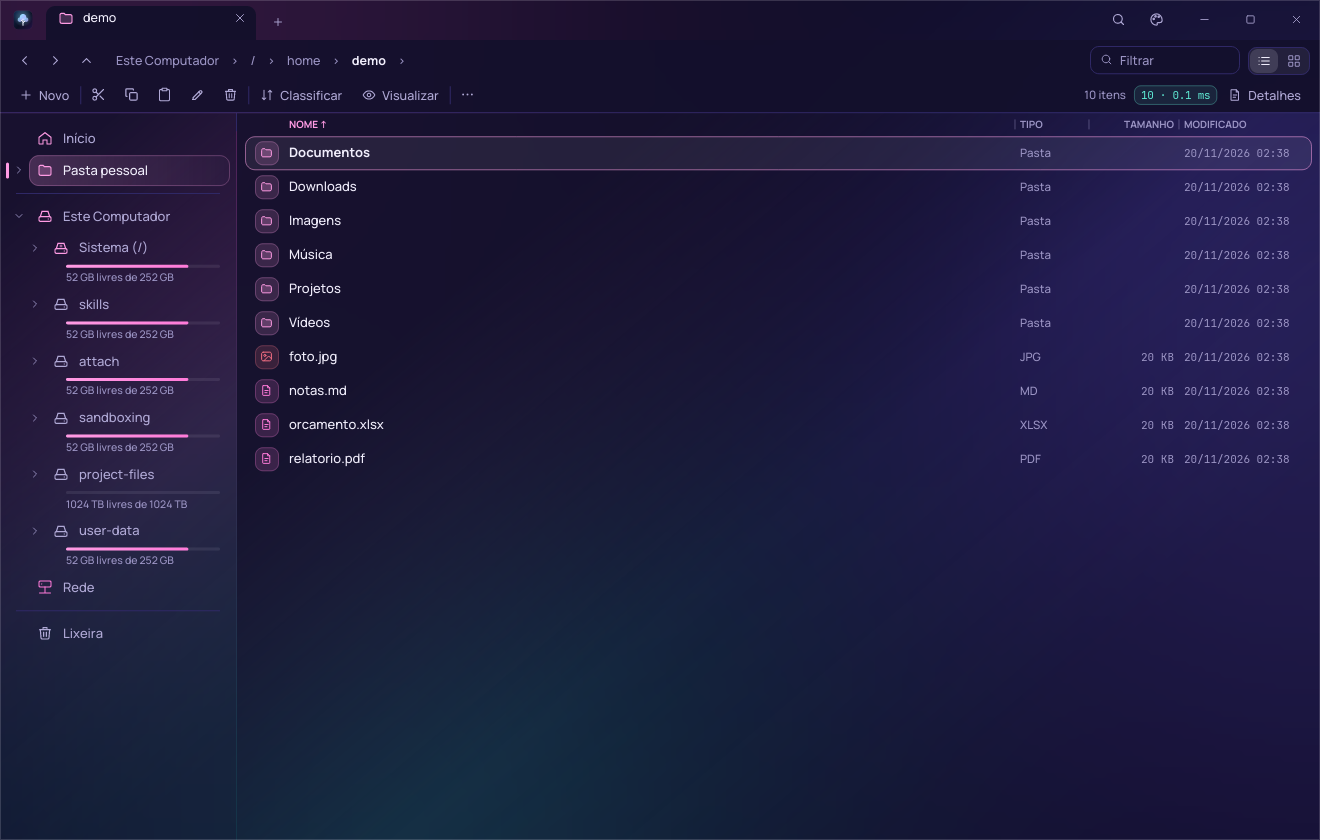 demo
Este Computador › / › home › demo ›
Filtrar
Novo
Classificar
Visualizar
10 itens
10 · 0.1 ms
Detalhes
Início
Pasta pessoal
Este Computador
Sistema (/)
52 GB livres de 252 GB
skills
52 GB livres de 252 GB
attach
52 GB livres de 252 GB
sandboxing
52 GB livres de 252 GB
project-files
1024 TB livres de 1024 TB
user-data
52 GB livres de 252 GB
Rede
Lixeira
NOME ↑ TIPO TAMANHO MODIFICADO
Documentos Pasta 20/11/2026 02:38
Downloads Pasta 20/11/2026 02:38
Imagens Pasta 20/11/2026 02:38
Música Pasta 20/11/2026 02:38
Projetos Pasta 20/11/2026 02:38
Vídeos Pasta 20/11/2026 02:38
foto.jpg JPG 20 KB 20/11/2026 02:38
notas.md MD 20 KB 20/11/2026 02:38
orcamento.xlsx XLSX 20 KB 20/11/2026 02:38
relatorio.pdf PDF 20 KB 20/11/2026 02:38